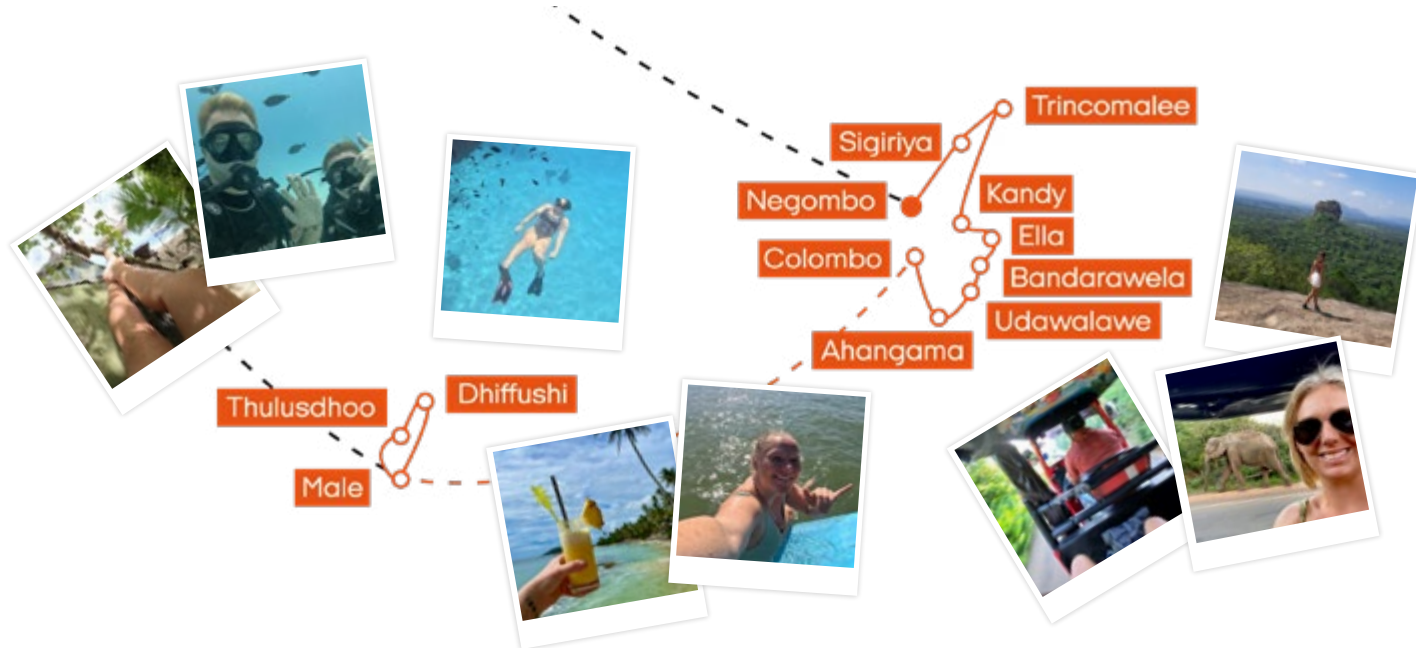 Trincomalee
Sigiriya
Kandy
Negombo
Ella
Colombo
Bandarawela
Udawalawe
Ahangama
Dhiffushi
Thulusdhoo
Male